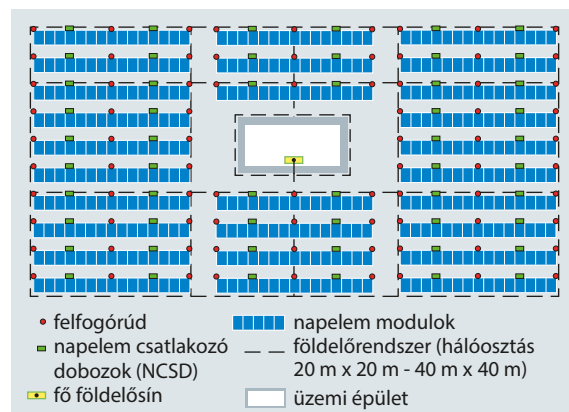 felfogórúd
napelem csatlakozó
dobozok (NCSD)
fő földelősín
napelem modulok
földelőrendszer (hálóosztás
20 m x 20 m - 40 m x 40 m)
üzemi épület